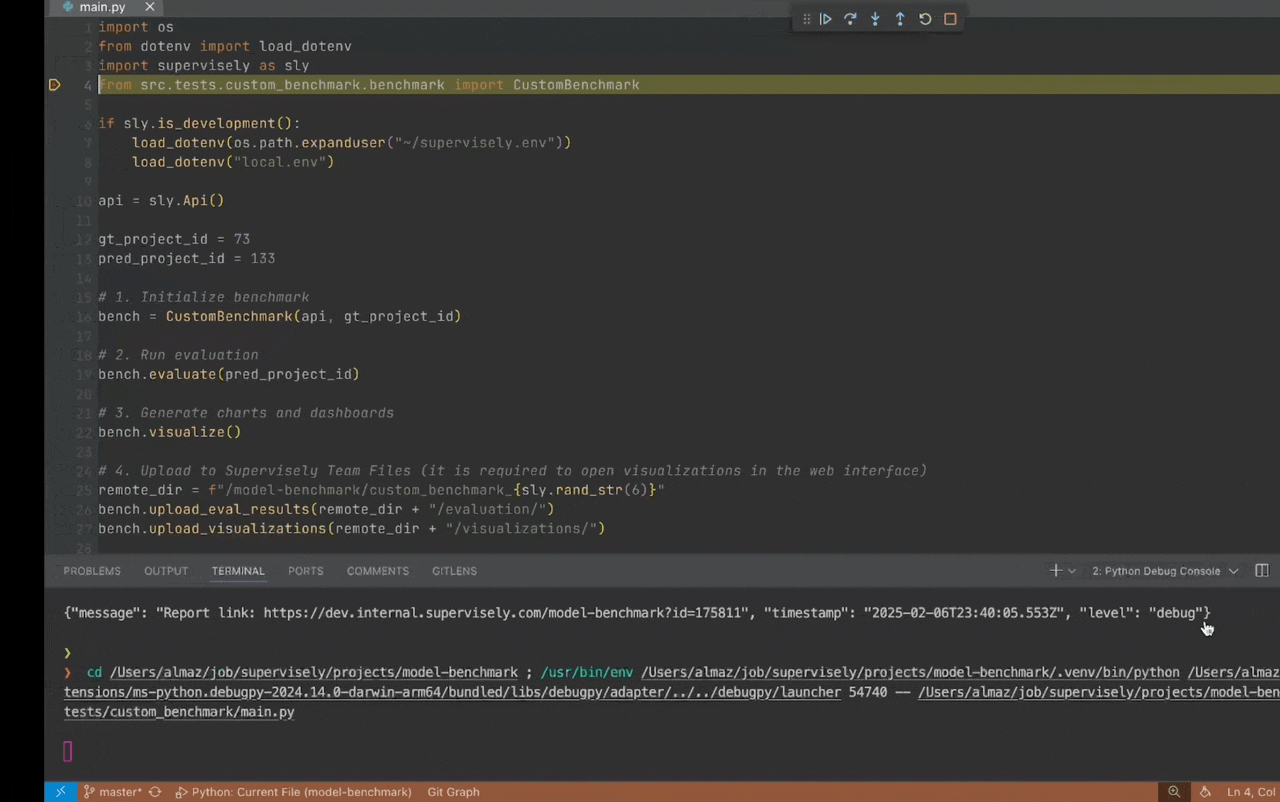 main.py
1 import os
2 from dotenv import load_dotenv
3 import supervisely as sly
4 from src.tests.custom_benchmark.benchmark import CustomBenchmark
5
6 if sly.is_development():
7 load_dotenv(os.path.expanduser("~/supervisely.env"))
8 load_dotenv("local.env")
9
10 api = sly.Api()
11
12 gt_project_id = 73
13 pred_project_id = 133
14
15 # 1. Initialize benchmark
16 bench = CustomBenchmark(api, gt_project_id)
17
18 # 2. Run evaluation
19 bench.evaluate(pred_project_id)
20
21 # 3. Generate charts and dashboards
22 bench.visualize()
23
24 # 4. Upload to Supervisely Team Files (it is required to open visualizations in the web interface)
25 remote_dir = f"/model-benchmark/custom_benchmark_{sly.rand_str(6)}"
26 bench.upload_eval_results(remote_dir + "/evaluation/")
27 bench.upload_visualizations(remote_dir + "/visualizations/")
28
PROBLEMS OUTPUT TERMINAL PORTS COMMENTS GITLENS 2: Python Debug Console
{"message": "Report link: https://dev.internal.supervisely.com/model-benchmark?id=175811", "timestamp": "2025-02-06T23:40:05.553Z", "level": "debug"}
❯
❯ cd /Users/almaz/job/supervisely/projects/model-benchmark ; /usr/bin/env /Users/almaz/job/supervisely/projects/model-benchmark/.venv/bin/python /Users/almaz
tensions/ms-python.debugpy-2024.14.0-darwin-arm64/bundled/libs/debugpy/adapter/../../debugpy/launcher 54740 -- /Users/almaz/job/supervisely/projects/model-ben
tests/custom_benchmark/main.py
master* Python: Current File (model-benchmark) Git Graph Ln 4, Col